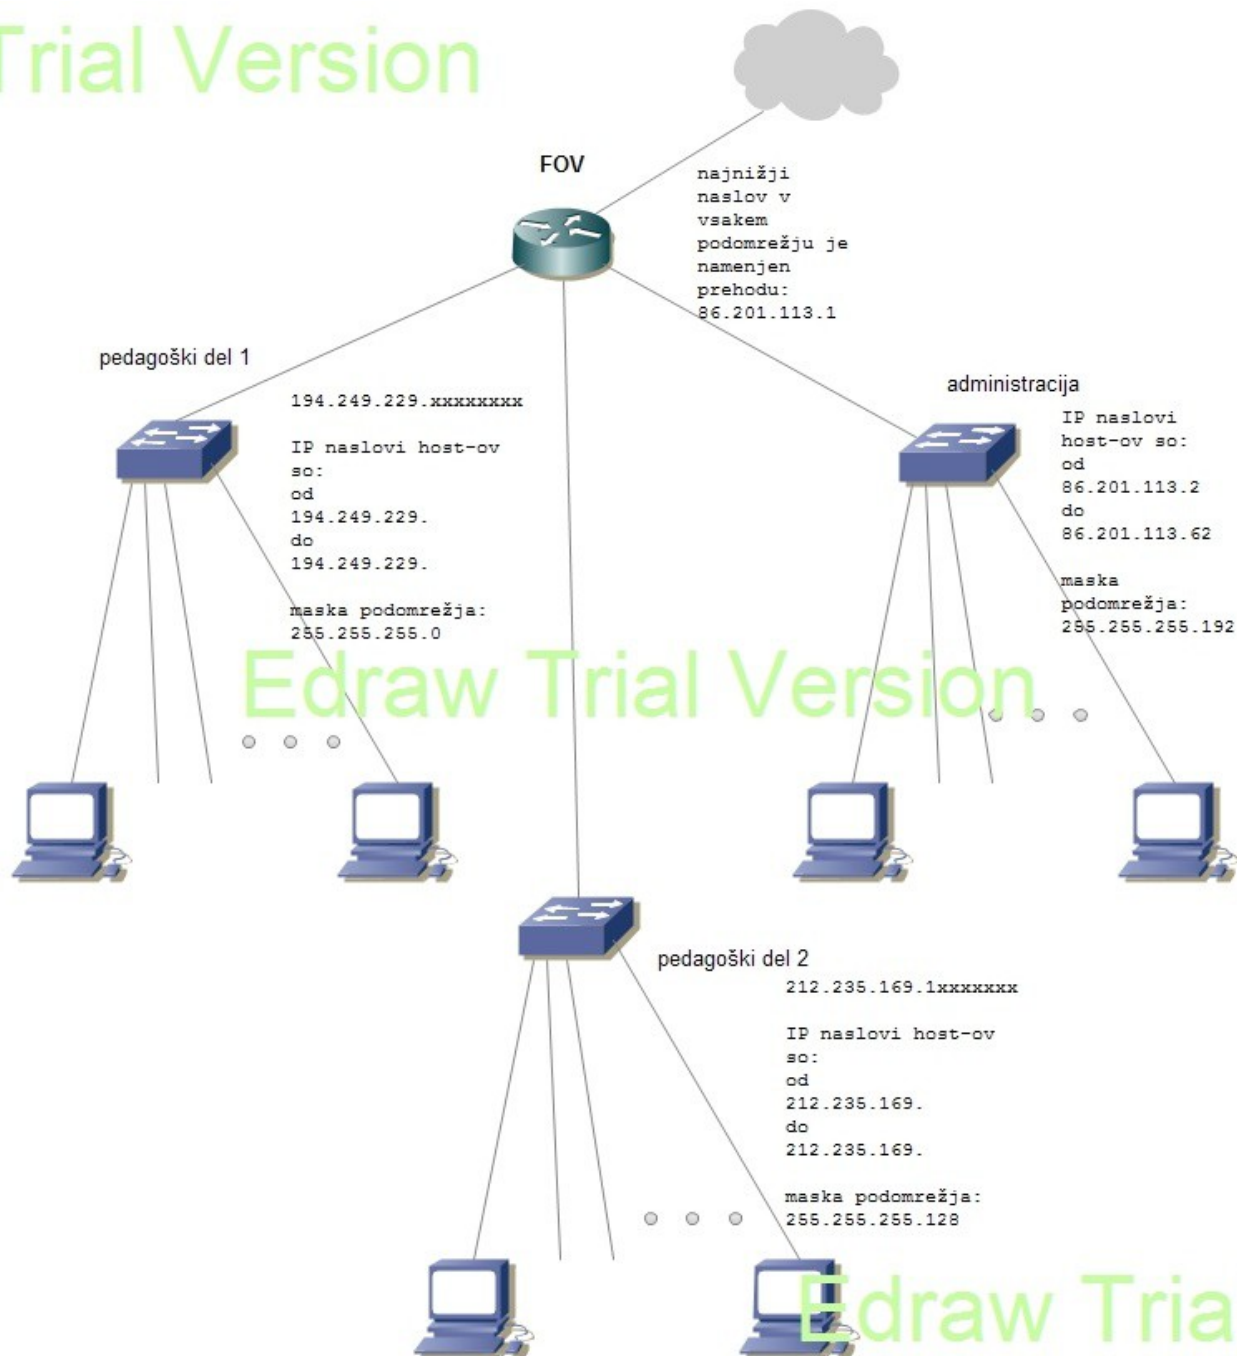 Trial Version
FOV
najnižji
naslov v
vsakem
podomrežju je
namenjen
prehodu:
86.201.113.1
pedagoški del 1
194.249.229.xxxxxxxx
IP naslovi host-ov
so:
od
194.249.229.
do
194.249.229.
maska podomrežja:
255.255.255.0
administracija
IP naslovi
host-ov so:
od
86.201.113.2
do
86.201.113.62
maska
podomrežja:
255.255.255.192
Edraw Trial Version
pedagoški del 2
212.235.169.1xxxxxxx
IP naslovi host-ov
so:
od
212.235.169.
do
212.235.169.
maska podomrežja:
255.255.255.128
Edraw Tria